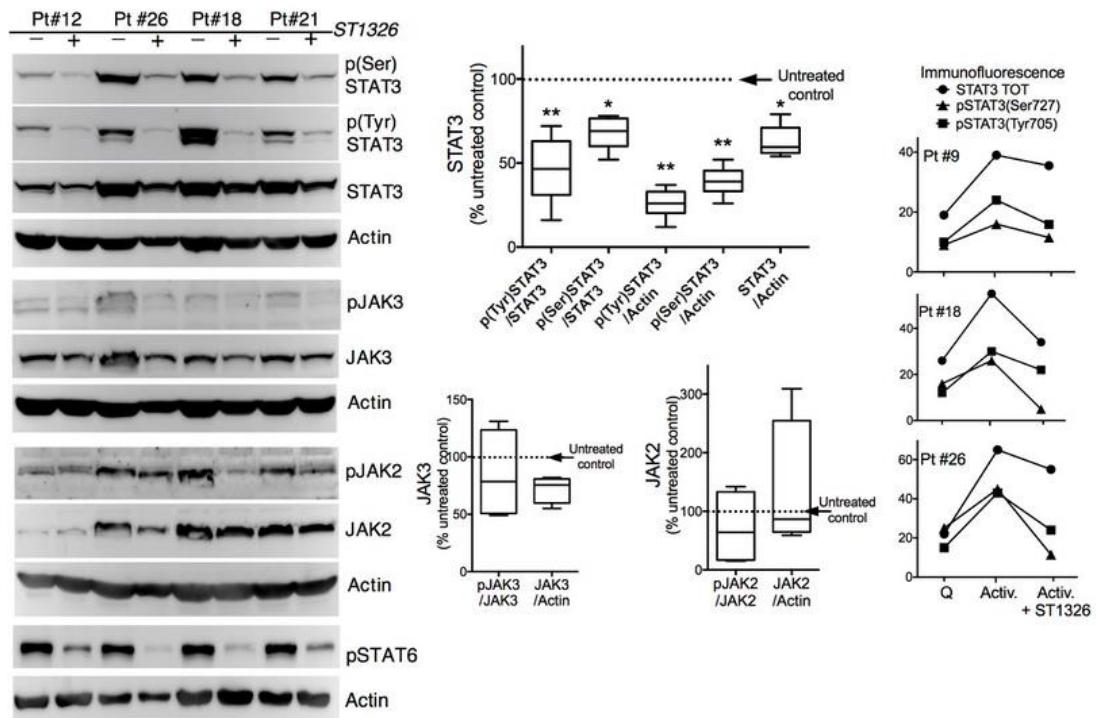 Pt#12 Pt #26 Pt#18 Pt#21
ST1326
− + − + − + − +
p(Ser)
STAT3
p(Tyr)
STAT3
STAT3
Actin
pJAK3
JAK3
Actin
pJAK2
JAK2
Actin
pSTAT6
Actin
STAT3
(% untreated control)
100
50
0
Untreated
control
** * ** ** *
p(Tyr)STAT3
/STAT3
p(Ser)STAT3
/STAT3
p(Tyr)STAT3
/Actin
p(Ser)STAT3
/Actin
STAT3
/Actin
JAK3
(% untreated control)
150
100
50
0
Untreated
control
pJAK3
/JAK3
JAK3
/Actin
JAK2
(% untreated control)
300
200
100
0
Untreated
control
pJAK2
/JAK2
JAK2
/Actin
Immunofluorescence
STAT3 TOT
pSTAT3(Ser727)
pSTAT3(Tyr705)
Pt #9
40
20
0
Pt #18
40
20
0
Pt #26
60
40
20
0
Q Activ. Activ.
+ ST1326